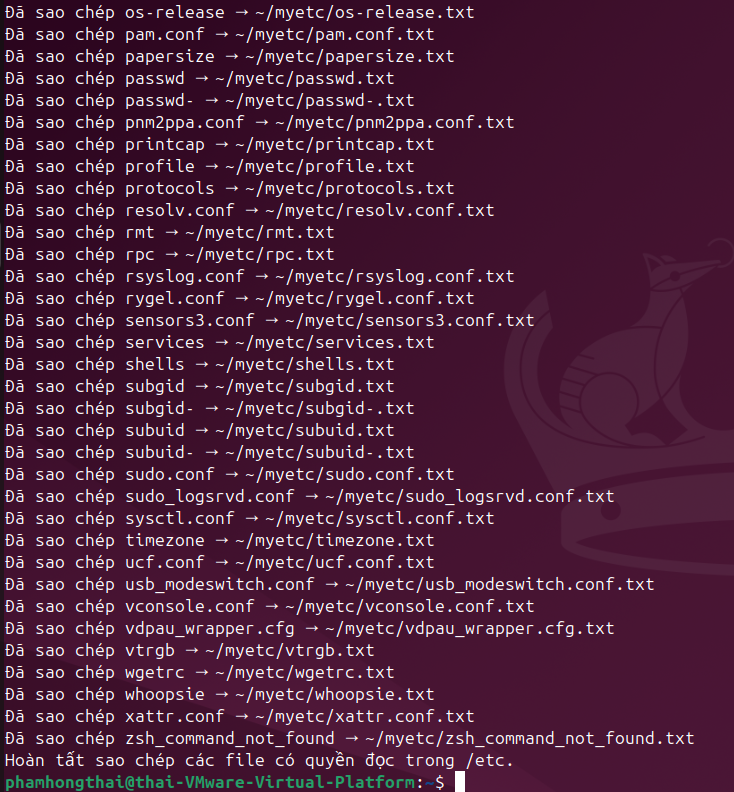 Đã sao chép os-release → ~/myetc/os-release.txt
Đã sao chép pam.conf → ~/myetc/pam.conf.txt
Đã sao chép papersize → ~/myetc/papersize.txt
Đã sao chép passwd → ~/myetc/passwd.txt
Đã sao chép passwd- → ~/myetc/passwd-.txt
Đã sao chép pnm2ppa.conf → ~/myetc/pnm2ppa.conf.txt
Đã sao chép printcap → ~/myetc/printcap.txt
Đã sao chép profile → ~/myetc/profile.txt
Đã sao chép protocols → ~/myetc/protocols.txt
Đã sao chép resolv.conf → ~/myetc/resolv.conf.txt
Đã sao chép rmt → ~/myetc/rmt.txt
Đã sao chép rpc → ~/myetc/rpc.txt
Đã sao chép rsyslog.conf → ~/myetc/rsyslog.conf.txt
Đã sao chép rygel.conf → ~/myetc/rygel.conf.txt
Đã sao chép sensors3.conf → ~/myetc/sensors3.conf.txt
Đã sao chép services → ~/myetc/services.txt
Đã sao chép shells → ~/myetc/shells.txt
Đã sao chép subgid → ~/myetc/subgid.txt
Đã sao chép subgid- → ~/myetc/subgid-.txt
Đã sao chép subuid → ~/myetc/subuid.txt
Đã sao chép subuid- → ~/myetc/subuid-.txt
Đã sao chép sudo.conf → ~/myetc/sudo.conf.txt
Đã sao chép sudo_logsrvd.conf → ~/myetc/sudo_logsrvd.conf.txt
Đã sao chép sysctl.conf → ~/myetc/sysctl.conf.txt
Đã sao chép timezone → ~/myetc/timezone.txt
Đã sao chép ucf.conf → ~/myetc/ucf.conf.txt
Đã sao chép usb_modeswitch.conf → ~/myetc/usb_modeswitch.conf.txt
Đã sao chép vconsole.conf → ~/myetc/vconsole.conf.txt
Đã sao chép vdpau_wrapper.cfg → ~/myetc/vdpau_wrapper.cfg.txt
Đã sao chép vtrgb → ~/myetc/vtrgb.txt
Đã sao chép wgetrc → ~/myetc/wgetrc.txt
Đã sao chép whoopsie → ~/myetc/whoopsie.txt
Đã sao chép xattr.conf → ~/myetc/xattr.conf.txt
Đã sao chép zsh_command_not_found → ~/myetc/zsh_command_not_found.txt
Hoàn tất sao chép các file có quyền đọc trong /etc.
phamhongthai@thai-VMware-Virtual-Platform:~$